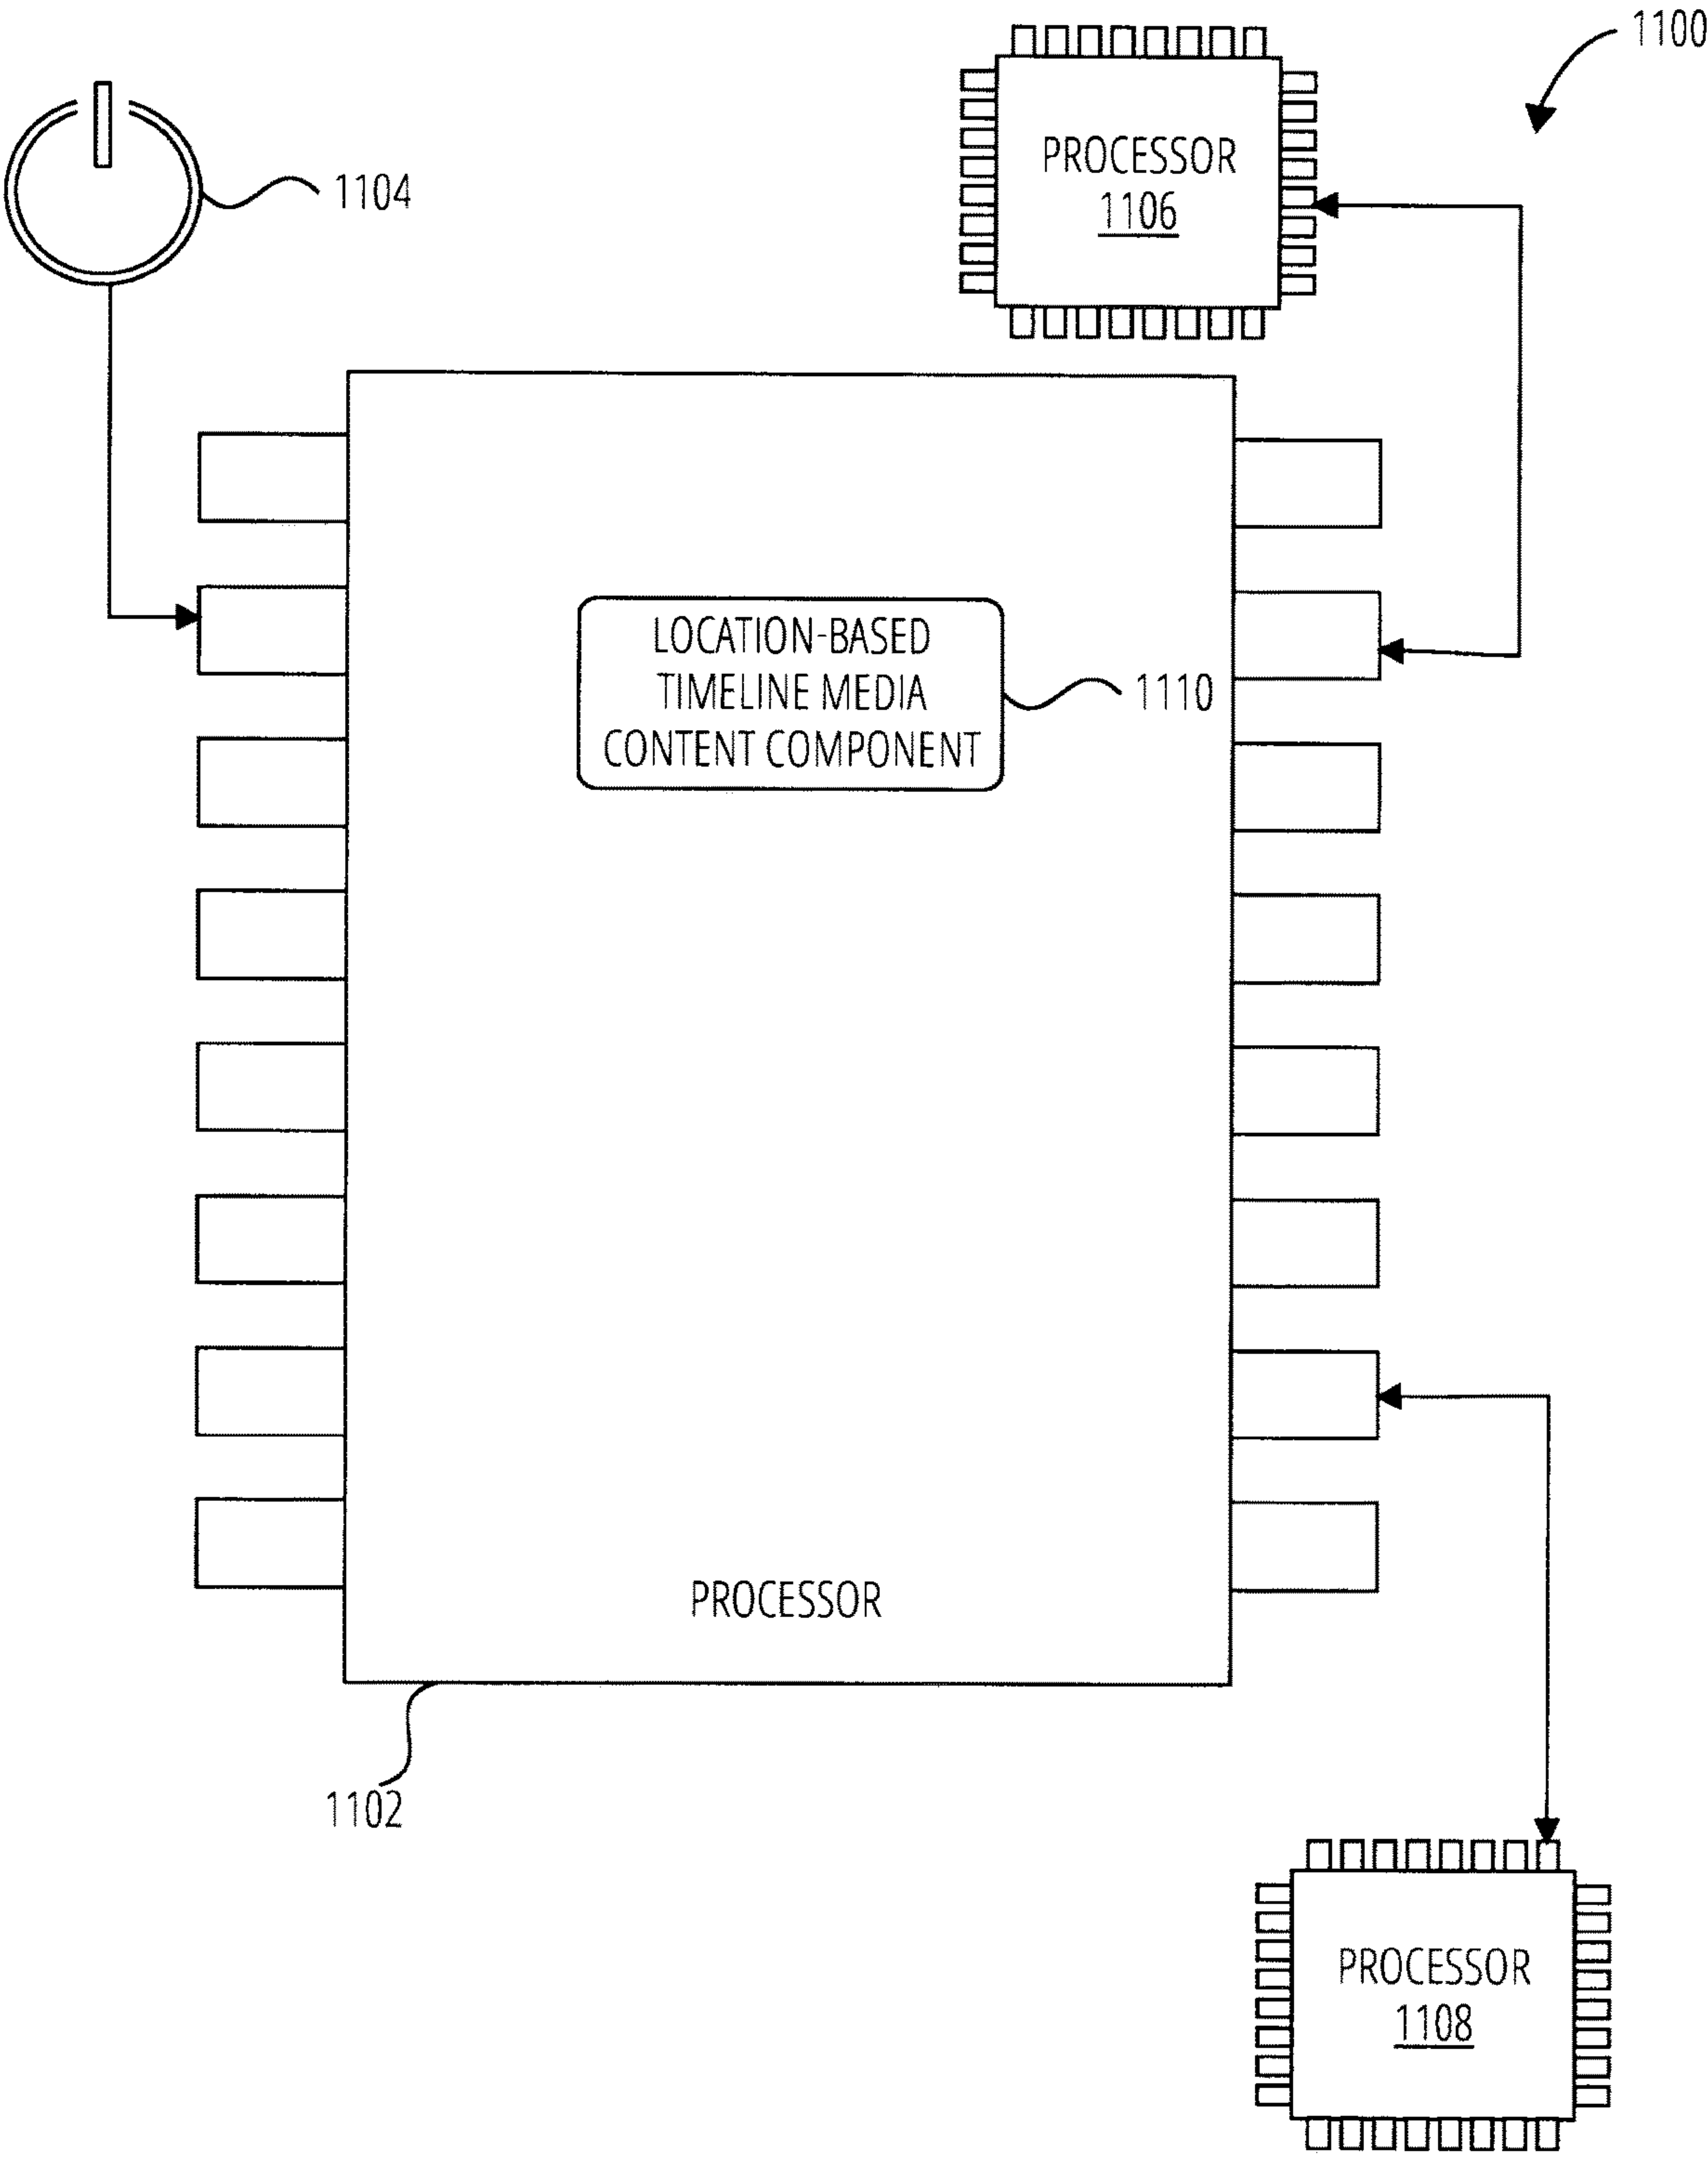 1100
PROCESSOR
1106
1104
LOCATION-BASED
TIMELINE MEDIA
CONTENT COMPONENT
1110
PROCESSOR
1102
PROCESSOR
1108